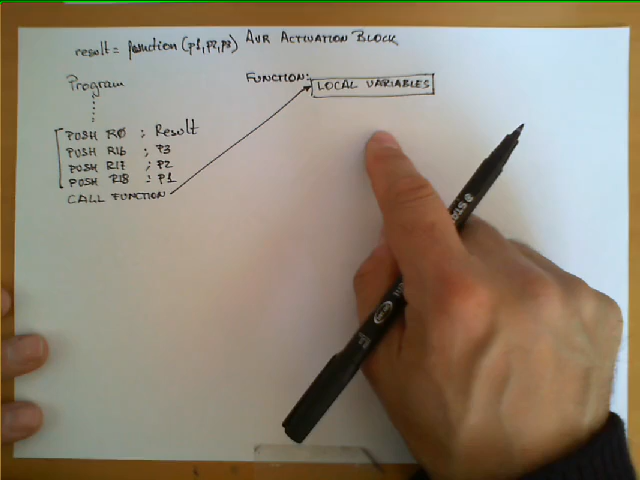 result = function (p1,p2,p3) AVR ACTIVATION BLOCK
Program
FUNCTION:
LOCAL VARIABLES
PUSH R0 ; Result
PUSH R16 ; P3
PUSH R17 ; P2
PUSH R18 ; P1
CALL FUNCTION